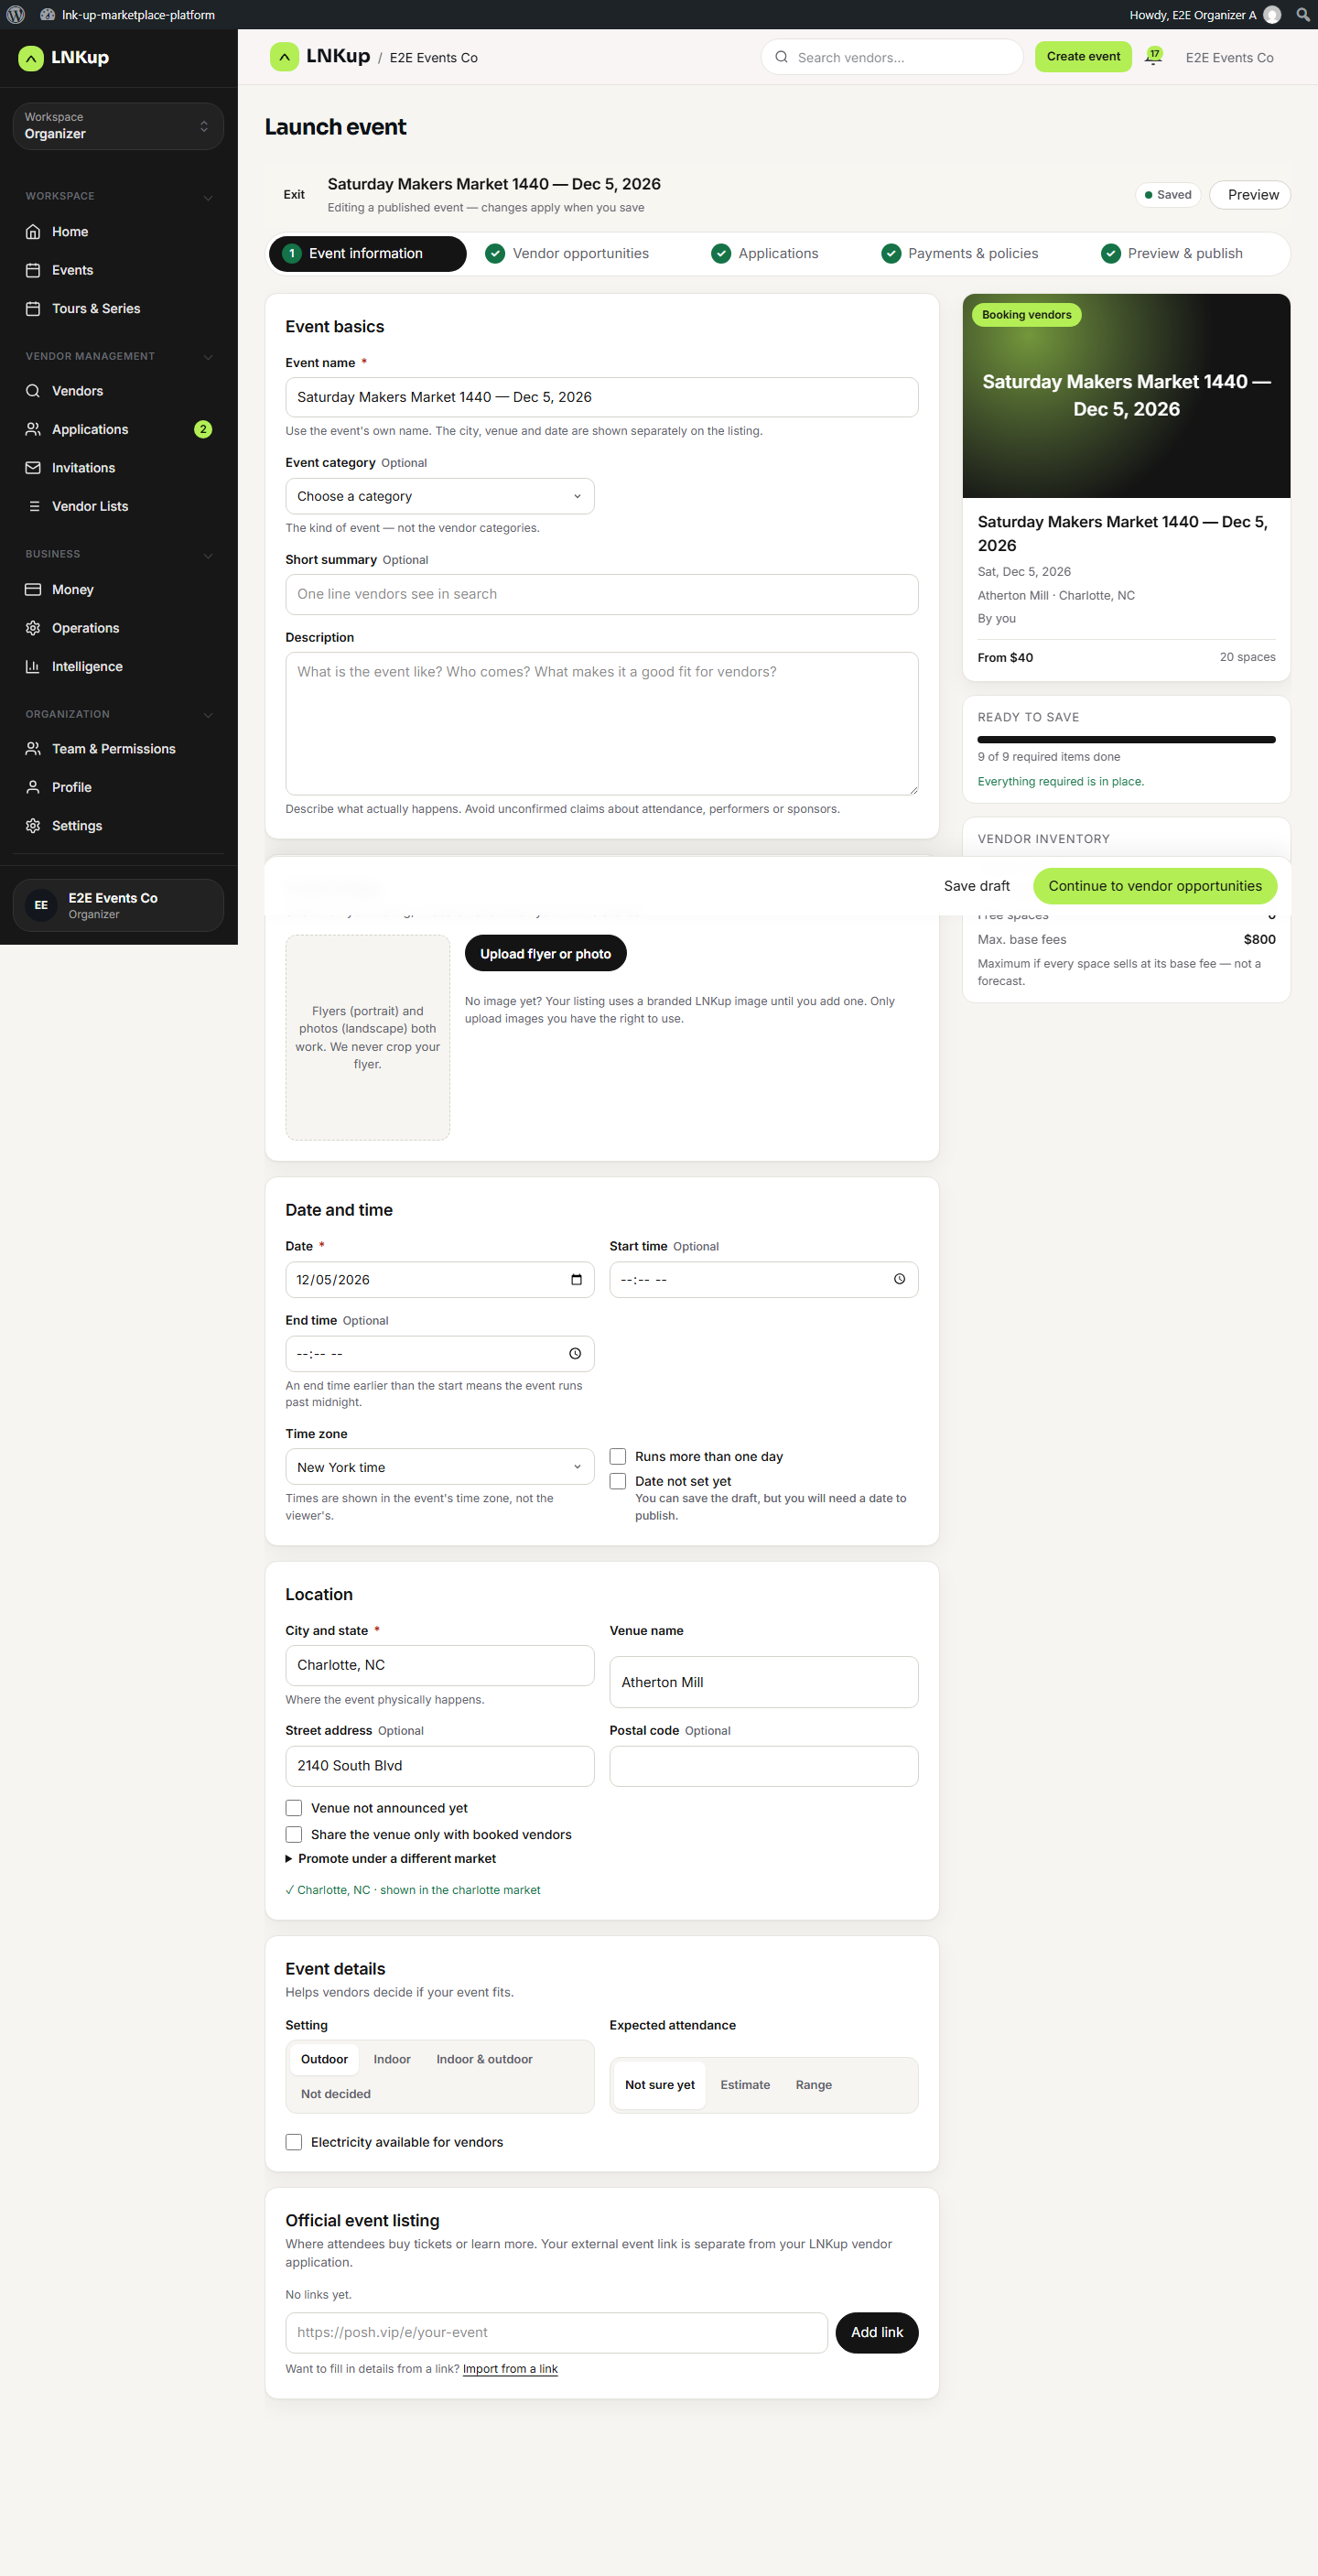 lnk-up-marketplace-platform
Howdy, E2E Organizer A
LNKup
Workspace
Organizer
WORKSPACE
Home
Events
Tours & Series
VENDOR MANAGEMENT
Vendors
Applications
2
Invitations
Vendor Lists
BUSINESS
Money
Operations
Intelligence
ORGANIZATION
Team & Permissions
Profile
Settings
EE
E2E Events Co
Organizer
LNKup / E2E Events Co
Search vendors...
Create event
17
E2E Events Co
Launch event
Exit
Saturday Makers Market 1440 — Dec 5, 2026
Editing a published event — changes apply when you save
Saved
Preview
1 Event information
Vendor opportunities
Applications
Payments & policies
Preview & publish
Event basics
Event name *
Saturday Makers Market 1440 — Dec 5, 2026
Use the event's own name. The city, venue and date are shown separately on the listing.
Event category Optional
Choose a category
The kind of event — not the vendor categories.
Short summary Optional
One line vendors see in search
Description
What is the event like? Who comes? What makes it a good fit for vendors?
Describe what actually happens. Avoid unconfirmed claims about attendance, performers or sponsors.
Booking vendors
Saturday Makers Market 1440 —
Dec 5, 2026
Saturday Makers Market 1440 — Dec 5,
2026
Sat, Dec 5, 2026
Atherton Mill · Charlotte, NC
By you
From $40
20 spaces
READY TO SAVE
9 of 9 required items done
Everything required is in place.
VENDOR INVENTORY
Save draft
Continue to vendor opportunities
Free spaces
Max. base fees
$800
Maximum if every space sells at its base fee — not a
forecast.
Flyers (portrait) and
photos (landscape) both
work. We never crop your
flyer.
Upload flyer or photo
No image yet? Your listing uses a branded LNKup image until you add one. Only
upload images you have the right to use.
Date and time
Date *
12/05/2026
Start time Optional
--:-- --
End time Optional
--:-- --
An end time earlier than the start means the event runs
past midnight.
Time zone
New York time
Times are shown in the event's time zone, not the
viewer's.
Runs more than one day
Date not set yet
You can save the draft, but you will need a date to
publish.
Location
City and state *
Charlotte, NC
Where the event physically happens.
Venue name
Atherton Mill
Street address Optional
2140 South Blvd
Postal code Optional
Venue not announced yet
Share the venue only with booked vendors
Promote under a different market
✓ Charlotte, NC · shown in the charlotte market
Event details
Helps vendors decide if your event fits.
Setting
Outdoor
Indoor
Indoor & outdoor
Not decided
Expected attendance
Not sure yet
Estimate
Range
Electricity available for vendors
Official event listing
Where attendees buy tickets or learn more. Your external event link is separate from your LNKup vendor
application.
No links yet.
https://posh.vip/e/your-event
Add link
Want to fill in details from a link? Import from a link